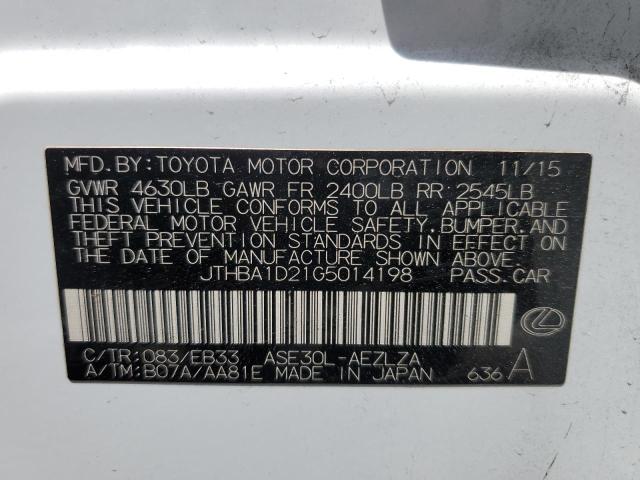 MFD.BY:TOYOTA MOTOR CORPORATION 11/15
GVWR 4630LB GAWR FR 2400LB RR 2545LB
THIS VEHICLE CONFORMS TO ALL APPLICABLE
FEDERAL MOTOR VEHICLE SAFETY,BUMPER,AND
THEFT PREVENTION STANDARDS IN EFFECT ON
THE DATE OF MANUFACTURE SHOWN ABOVE.
JTHBA1D21G5014198 PASS.CAR
C/TR:083/EB33 ASE30L-AEZLZA
A/TM:B07A/AA81E MADE IN JAPAN 636 A